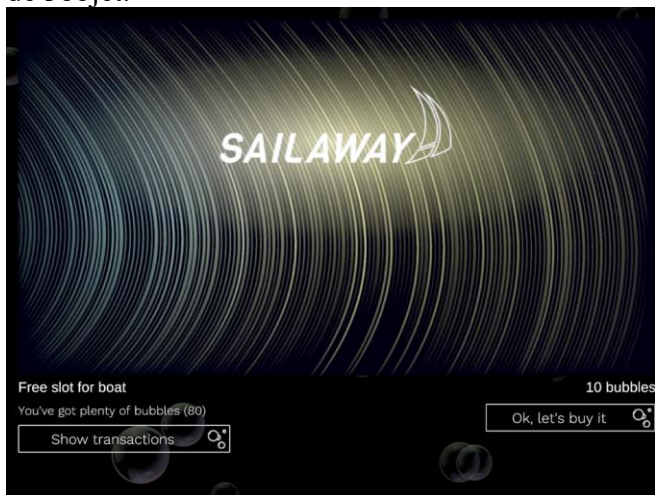 SAILAWAY
Free slot for boat
10 bubbles
You've got plenty of bubbles (80)
Ok, let's buy it
Show transactions